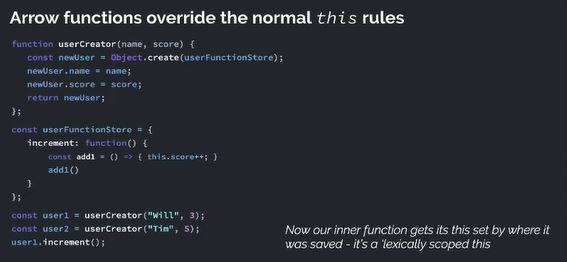 Arrow functions override the normal this rules
function userCreator(name, score) {
const newUser = Object.create(userFunctionStore);
newUser.name = name;
newUser.score = score;
return newUser;
};
const userFunctionStore = {
increment: function() {
const add1 = () => { this.score++; }
add1()
}
};
const user1 = userCreator("Will", 3);
const user2 = userCreator("Tim", 5);
user1.increment();
Now our inner function gets its this set by where it
was saved - it's a 'lexically scoped this